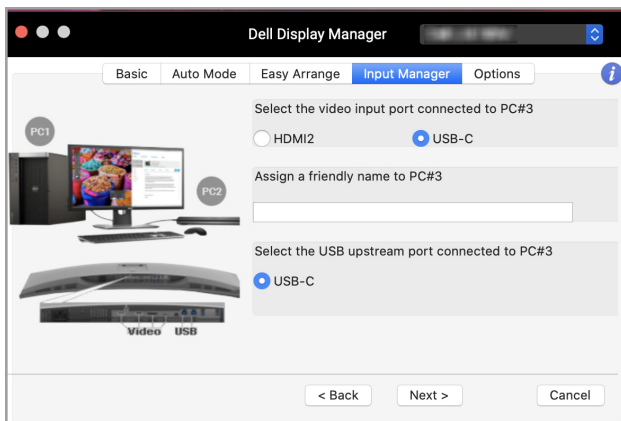 Dell Display Manager
Basic Auto Mode Easy Arrange Input Manager Options i
Select the video input port connected to PC#3
HDMI2 USB-C
PC1
Assign a friendly name to PC#3
PC2
Select the USB upstream port connected to PC#3
USB-C
Video USB
< Back Next > Cancel